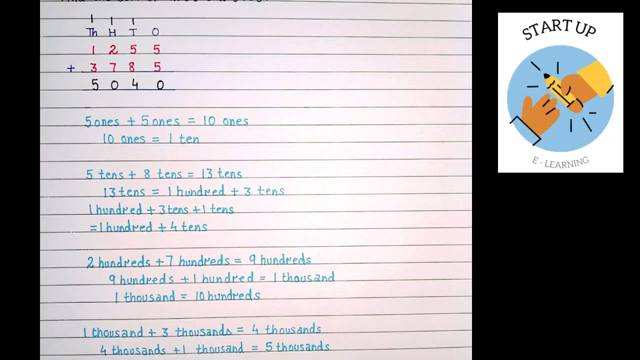 1 1 1
Th H T O
1 2 5 5
+ 3 7 8 5
5 0 4 0
5 ones + 5 ones = 10 ones
10 ones = 1 ten
5 tens + 8 tens = 13 tens
13 tens = 1 hundred + 3 tens
1 hundred + 3 tens + 1 tens
= 1 hundred + 4 tens
2 hundreds + 7 hundreds = 9 hundreds
9 hundreds + 1 hundred = 1 thousand
1 thousand = 10 hundreds
1 thousand + 3 thousands = 4 thousands
4 thousands + 1 thousand = 5 thousands
START UP
E - LEARNING